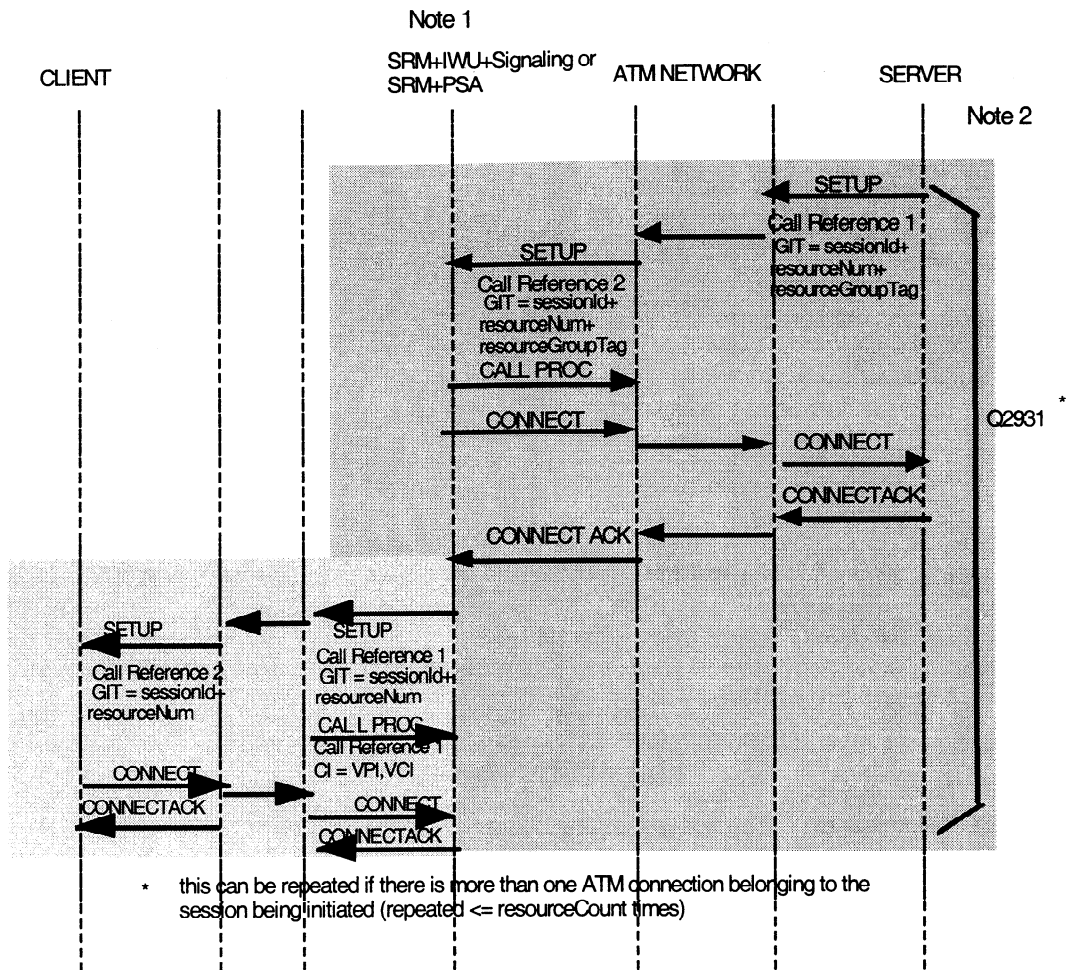 Note 1
SRM+IWU+Signaling or
SRM+PSA
CLIENT
ATM NETWORK
SERVER
Note 2
SETUP
Call Reference 1
GIT = sessionId+
resourceNum+
resourceGroupTag
SETUP
Call Reference 2
GIT = sessionId+
resourceNum+
resourceGroupTag
CALL PROC
CONNECT
Q2931
*
CONNECT
CONNECTACK
CONNECT ACK
SETUP
Call Reference 2
GIT = sessionId+
resourceNum
SETUP
Call Reference 1
GIT = sessionId+
resourceNum
CALL PROC
Call Reference 1
CI = VPI,VCI
CONNECT
CONNECTACK
CONNECT
CONNECTACK
* this can be repeated if there is more than one ATM connection belonging to the
session being initiated (repeated <= resourceCount times)